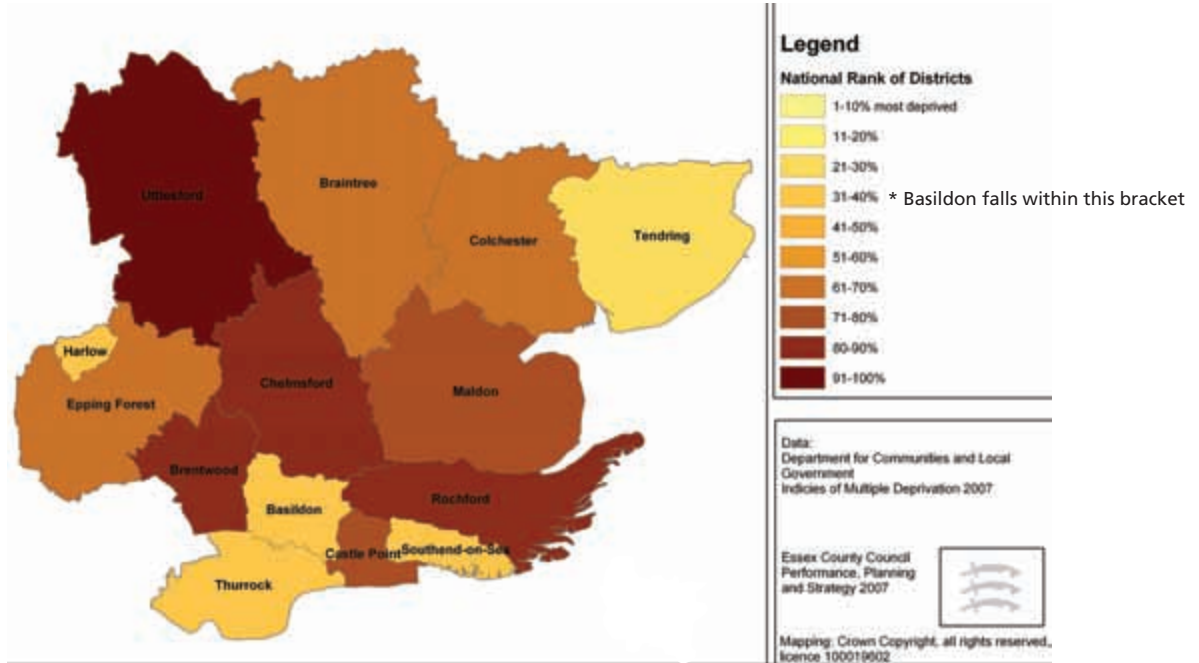 Uttlesford
Braintree
Colchester
Tendring
Harlow
Epping Forest
Chelmsford
Maldon
Brentwood
Rochford
Basildon
Castle Point
Southend-on-Sea
Thurrock
Legend
National Rank of Districts
1-10% most deprived
11-20%
21-30%
31-40% * Basildon falls within this bracket
41-50%
51-60%
61-70%
71-80%
80-90%
91-100%
Data:
Department for Communities and Local
Government
Indicies of Multiple Deprivation 2007
Essex County Council
Performance, Planning
and Strategy 2007
Mapping: Crown Copyright, all rights reserved.,
licence 100019602